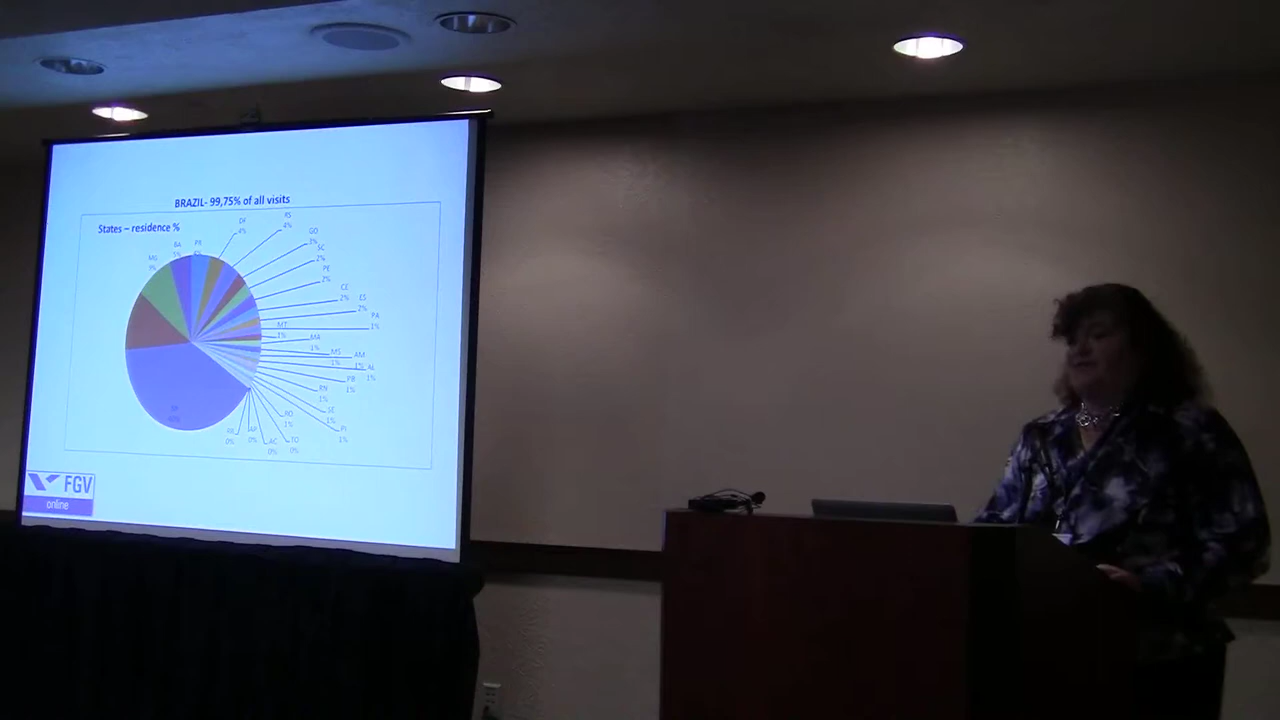 BRAZIL- 99,75% of all visits
States – residence %
DF
4%
RS
4%
GO
3%
SC
2%
PE
2%
CE
2%
ES
2%
PA
1%
BA
5%
PR
MG
MT
1%
MA
1%
MS
1%
AM
1%
AL
1%
PB
1%
RN
1%
SE
1%
PI
1%
RO
1%
TO
0%
AC
0%
AP
0%
0%
FGV
online